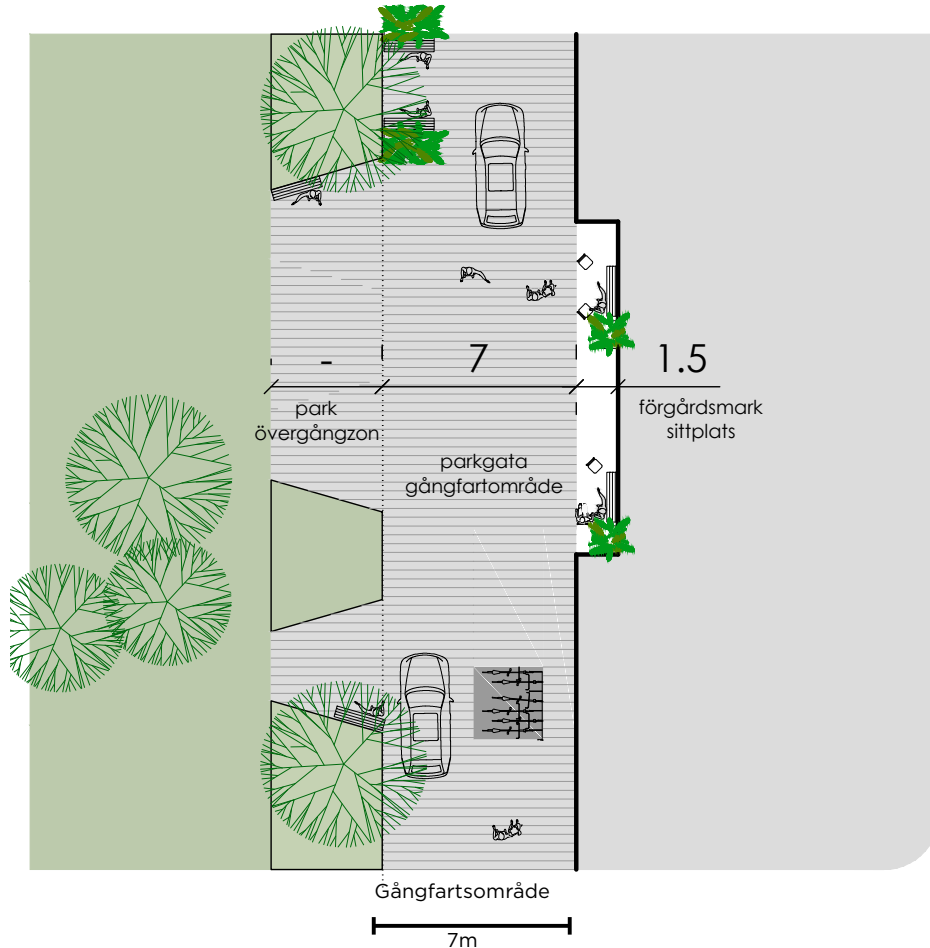 -
7
1.5
park
övergångzon
parkgata
gångfartområde
förgårdsmark
sittplats
Gångfartsområde
7m